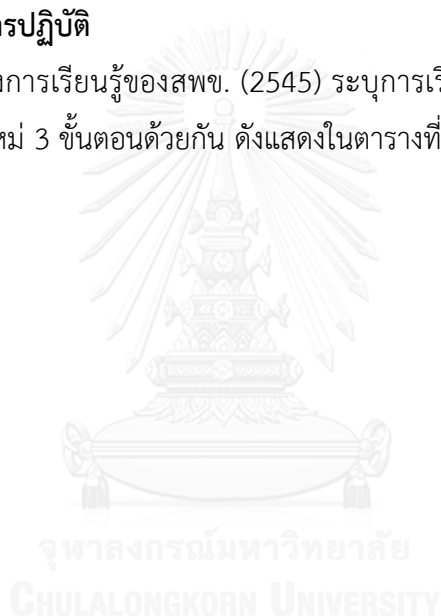 ารปฏิบัติ
งการเรียนรู้ของสพข. (2545) ระบุการเรี
หม่ 3 ขั้นตอนด้วยกัน ดังแสดงในตารางที่
จุฬาลงกรณ์มหาวิทยาลัย
CHULALONGKORN UNIVERSITY